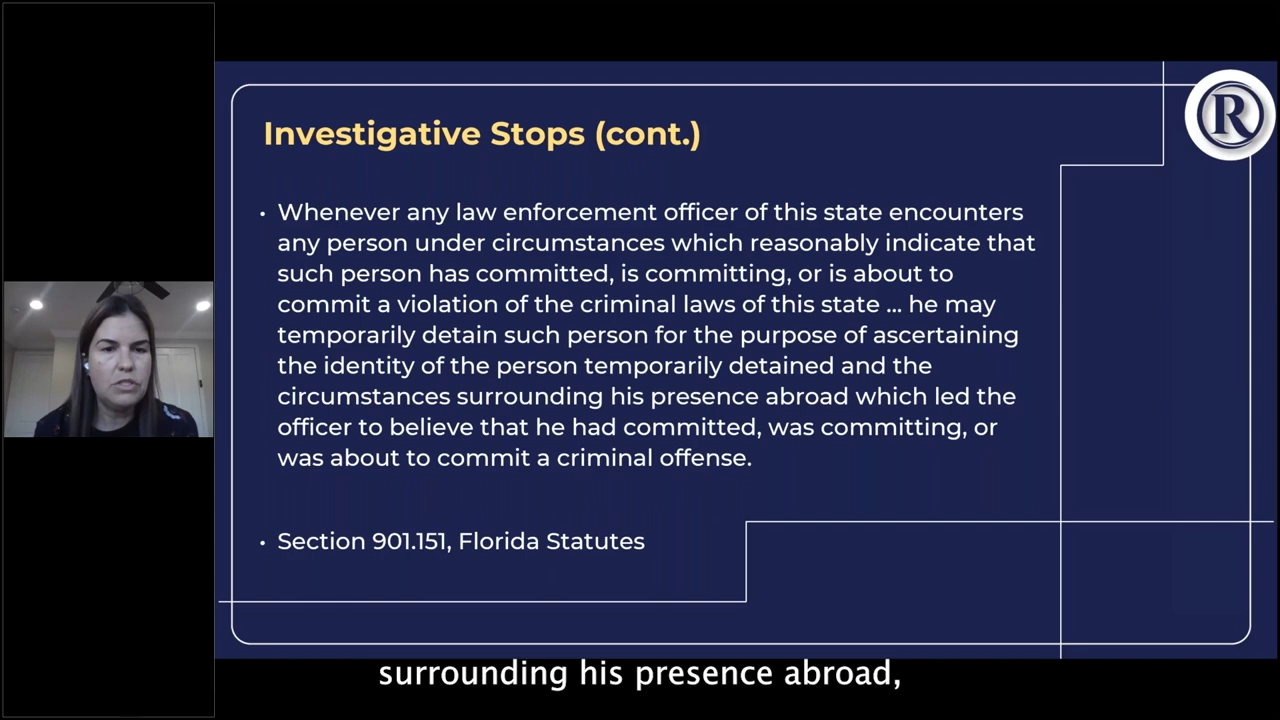 R
Investigative Stops (cont.)
• Whenever any law enforcement officer of this state encounters
any person under circumstances which reasonably indicate that
such person has committed, is committing, or is about to
commit a violation of the criminal laws of this state ... he may
temporarily detain such person for the purpose of ascertaining
the identity of the person temporarily detained and the
circumstances surrounding his presence abroad which led the
officer to believe that he had committed, was committing, or
was about to commit a criminal offense.
• Section 901.151, Florida Statutes
surrounding his presence abroad,